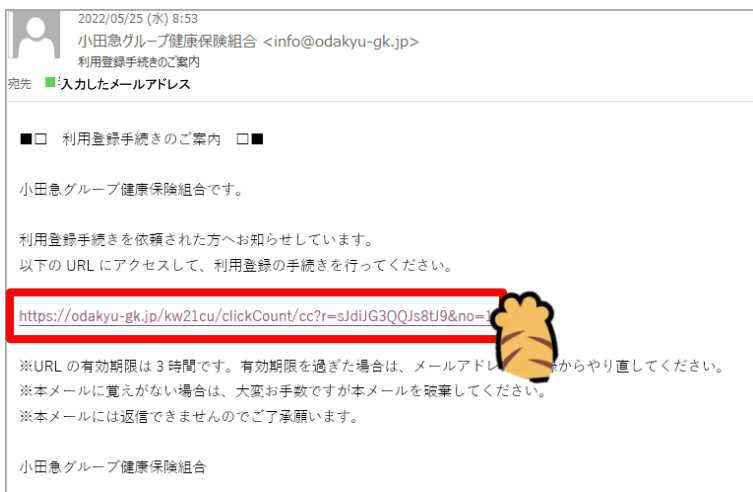 2022/05/25 (水) 8:53
小田急グループ健康保険組合 <info@odakyu-gk.jp>
利用登録手続きのご案内
宛先 入力したメールアドレス
■□ 利用登録手続きのご案内 □■
小田急グループ健康保険組合です。
利用登録手続きを依頼された方へお知らせしています。
以下の URL にアクセスして、利用登録の手続きを行ってください。
https://odakyu-gk.jp/kw21cu/clickCount/cc?r=sJdiJG3QQJs8tJ9&no=1
※URL の有効期限は 3 時間です。有効期限を過ぎた場合は、メールアドレ からやり直してください。
※本メールに覚えがない場合は、大変お手数ですが本メールを破棄してください。
※本メールには返信できませんのでご了承願います。
小田急グループ健康保険組合